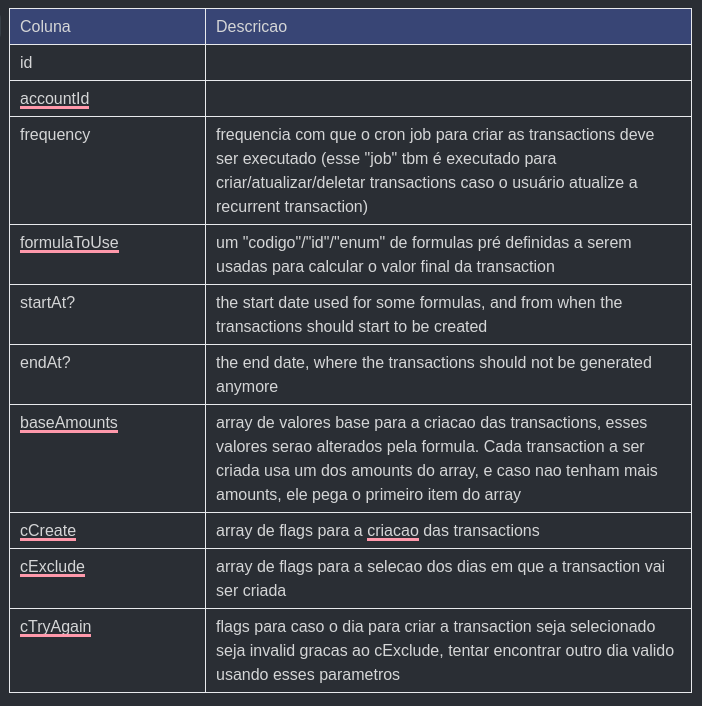 Coluna Descricao
id
accountId
frequency frequencia com que o cron job para criar as transactions deve
ser executado (esse "job" tbm é executado para
criar/atualizar/deletar transactions caso o usuário atualize a
recurrent transaction)
formulaToUse um "codigo"/"id"/"enum" de formulas pré definidas a serem
usadas para calcular o valor final da transaction
startAt? the start date used for some formulas, and from when the
transactions should start to be created
endAt? the end date, where the transactions should not be generated
anymore
baseAmounts array de valores base para a criacao das transactions, esses
valores serao alterados pela formula. Cada transaction a ser
criada usa um dos amounts do array, e caso nao tenham mais
amounts, ele pega o primeiro item do array
cCreate array de flags para a criacao das transactions
cExclude array de flags para a selecao dos dias em que a transaction vai
ser criada
cTryAgain flags para caso o dia para criar a transaction seja selecionado
seja invalid gracas ao cExclude, tentar encontrar outro dia valido
usando esses parametros